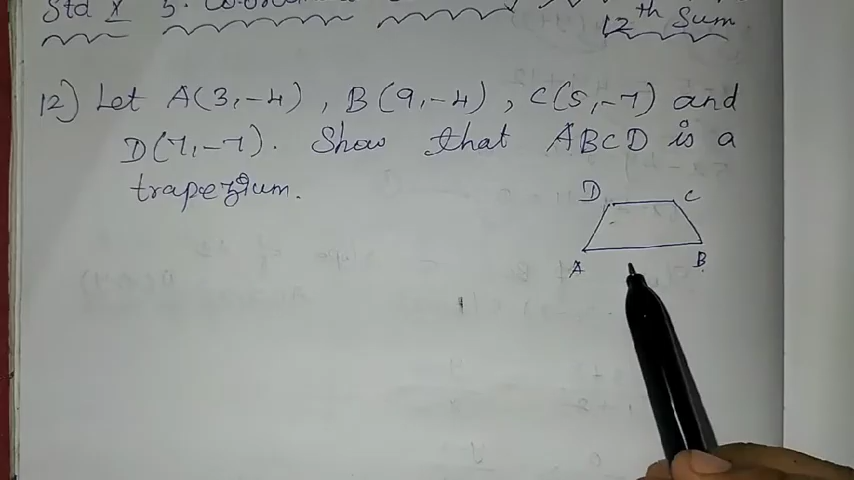 Std X 5.
12th Sum
12) Let A(3,-4), B(9,-4), C(5,-7) and
D(7,-7). Show that ABCD is a
trapezium.
D C
A B